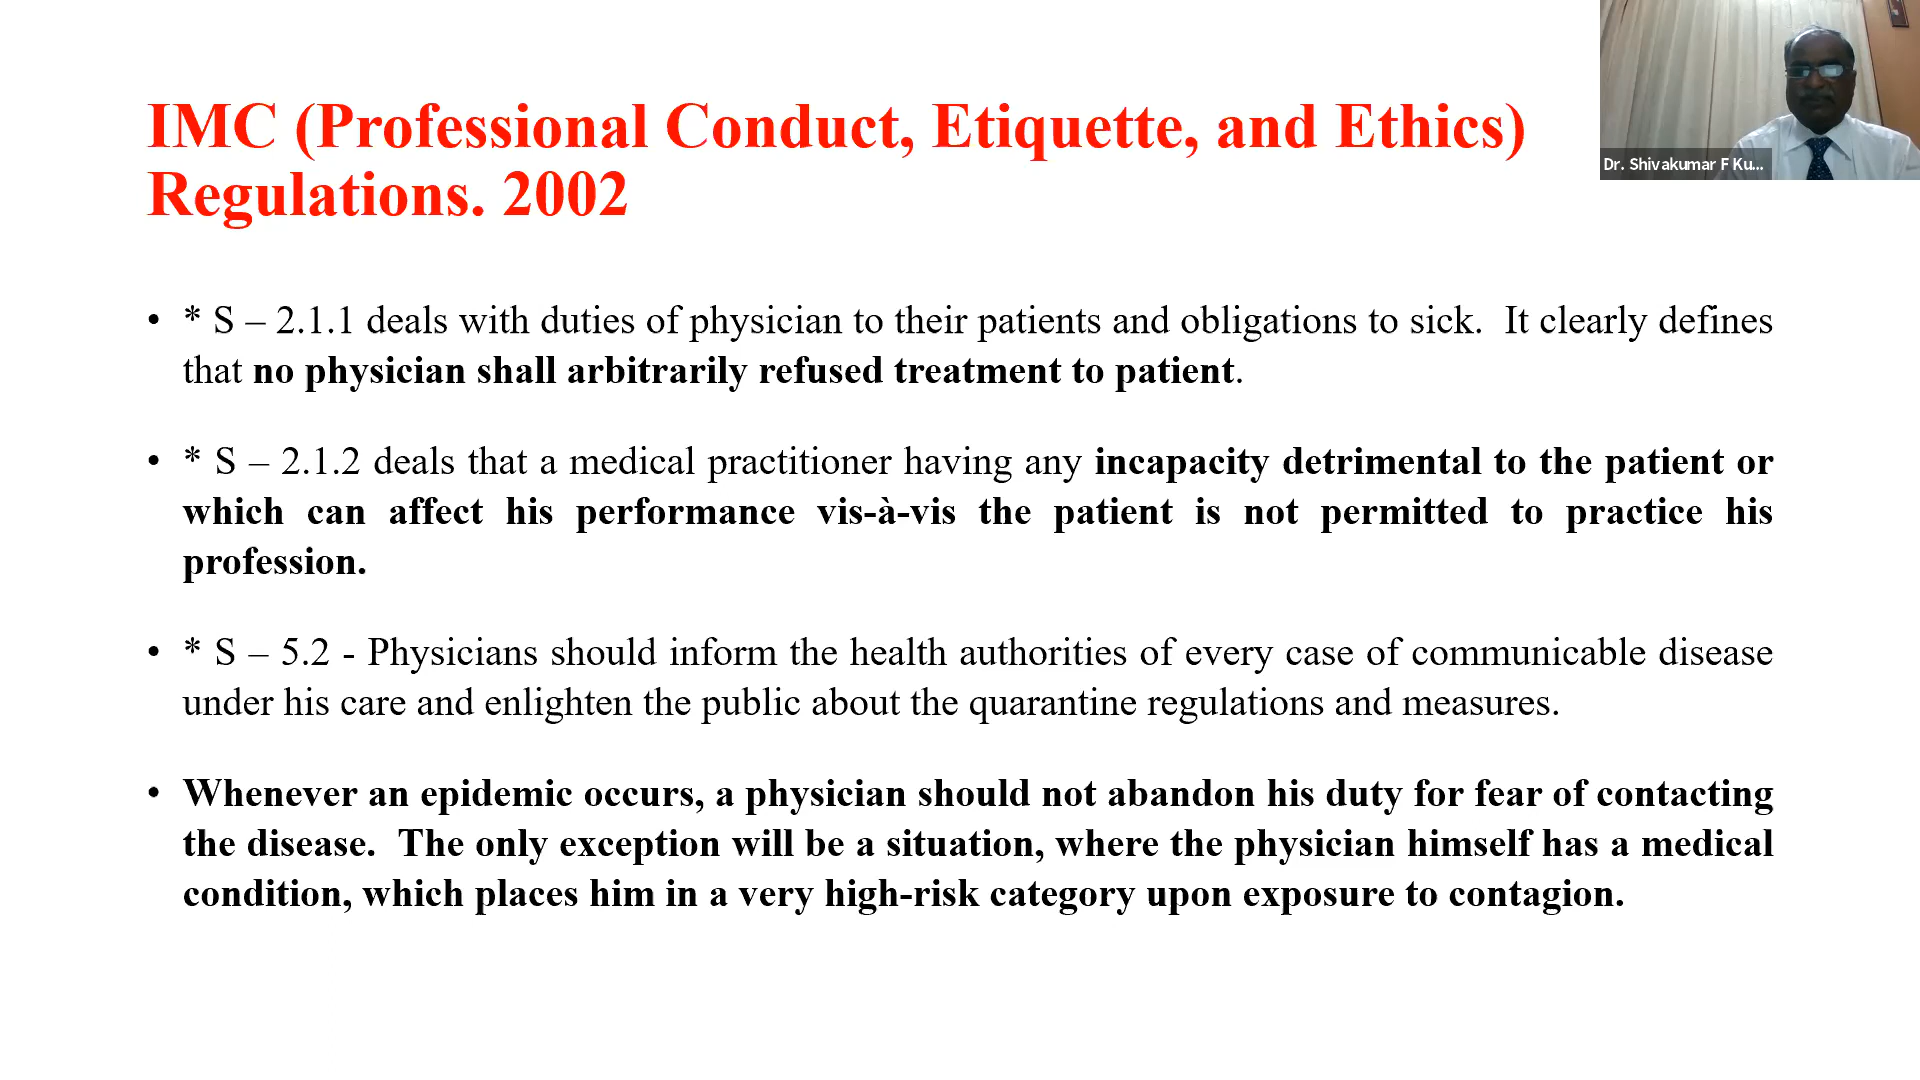 IMC (Professional Conduct, Etiquette, and Ethics)
Regulations. 2002
Dr. Shivakumar F Ku...
• * S – 2.1.1 deals with duties of physician to their patients and obligations to sick.  It clearly defines
that no physician shall arbitrarily refused treatment to patient.
• * S – 2.1.2 deals that a medical practitioner having any incapacity detrimental to the patient or
which can affect his performance vis-à-vis the patient is not permitted to practice his
profession.
• * S – 5.2 - Physicians should inform the health authorities of every case of communicable disease
under his care and enlighten the public about the quarantine regulations and measures.
• Whenever an epidemic occurs, a physician should not abandon his duty for fear of contacting
the disease.  The only exception will be a situation, where the physician himself has a medical
condition, which places him in a very high-risk category upon exposure to contagion.